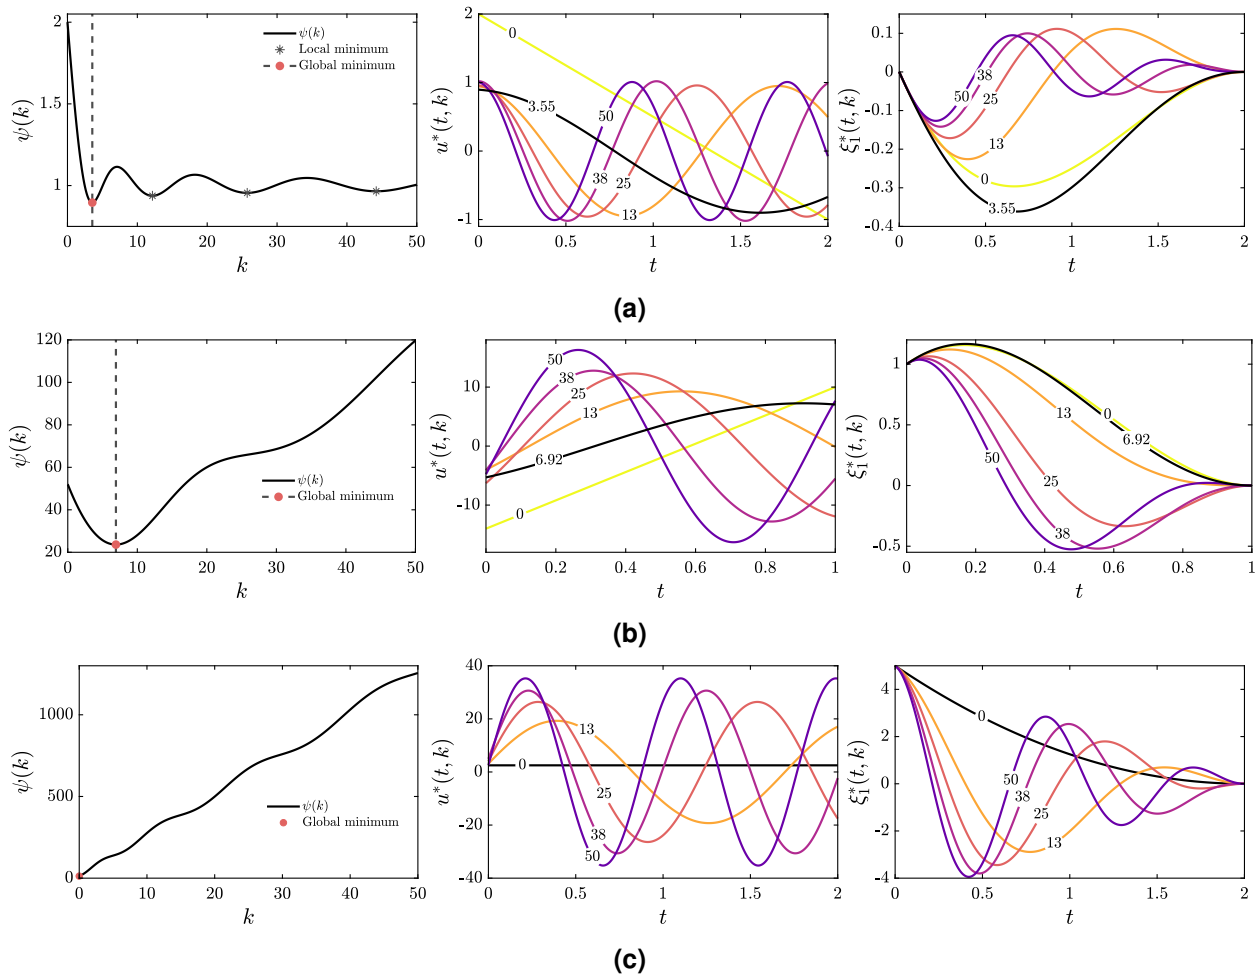 2
1.5
1
0 10 20 30 40 50
k
ψ(k)
ψ(k)
Local minimum
Global minimum
2
1
0
-1
0 0.5 1 1.5 2
t
u*(t, k)
0
3.55
50
38
25
13
0.1
0
-0.1
-0.2
-0.3
-0.4
0 0.5 1 1.5 2
t
ξ₁*(t, k)
50
38
25
13
0
3.55
(a)
120
100
80
60
40
20
0 10 20 30 40 50
k
ψ(k)
ψ(k)
Global minimum
10
0
-10
0 0.2 0.4 0.6 0.8 1
t
u*(t, k)
50
38
25
13
6.92
0
1
0.5
0
-0.5
0 0.2 0.4 0.6 0.8 1
t
ξ₁*(t, k)
0
13
6.92
50
25
38
(b)
1000
500
0
0 10 20 30 40 50
k
ψ(k)
ψ(k)
Global minimum
40
20
0
-20
-40
0 0.5 1 1.5 2
t
u*(t, k)
13
0
25
38
50
4
2
0
-2
-4
0 0.5 1 1.5 2
t
ξ₁*(t, k)
0
50
38
25
13
(c)